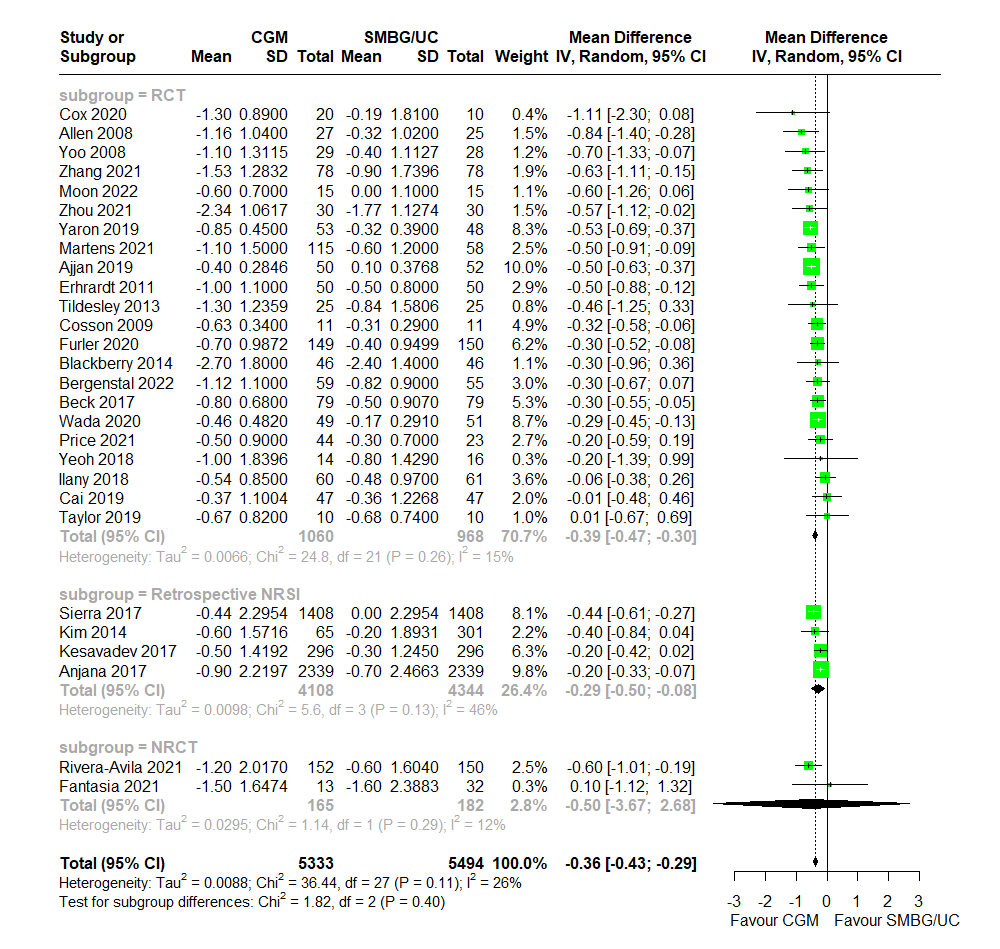 Study or CGM SMBG/UC Mean Difference Mean Difference
Subgroup Mean SD Total Mean SD Total Weight IV, Random, 95% CI IV, Random, 95% CI
subgroup = RCT
Cox 2020 -1.30 0.8900 20 -0.19 1.8100 10 0.4% -1.11 [-2.30; 0.08]
Allen 2008 -1.16 1.0400 27 -0.32 1.0200 25 1.5% -0.84 [-1.40; -0.28]
Yoo 2008 -1.10 1.3115 29 -0.40 1.1127 28 1.2% -0.70 [-1.33; -0.07]
Zhang 2021 -1.53 1.2832 78 -0.90 1.7396 78 1.9% -0.63 [-1.11; -0.15]
Moon 2022 -0.60 0.7000 15 0.00 1.1000 15 1.1% -0.60 [-1.26; 0.06]
Zhou 2021 -2.34 1.0617 30 -1.77 1.1274 30 1.5% -0.57 [-1.12; -0.02]
Yaron 2019 -0.85 0.4500 53 -0.32 0.3900 48 8.3% -0.53 [-0.69; -0.37]
Martens 2021 -1.10 1.5000 115 -0.60 1.2000 58 2.5% -0.50 [-0.91; -0.09]
Ajjan 2019 -0.40 0.2846 50 0.10 0.3768 52 10.0% -0.50 [-0.63; -0.37]
Erhardt 2011 -1.00 1.1000 50 -0.50 0.8000 50 2.9% -0.50 [-0.88; -0.12]
Tildesley 2013 -1.30 1.2359 25 -0.84 1.5806 25 0.8% -0.46 [-1.25; 0.33]
Cosson 2009 -0.63 0.3400 11 -0.31 0.2900 11 4.9% -0.32 [-0.58; -0.06]
Furler 2020 -0.70 0.9872 149 -0.40 0.9499 150 6.2% -0.30 [-0.52; -0.08]
Blackberry 2014 -2.70 1.8000 46 -2.40 1.4000 46 1.1% -0.30 [-0.96; 0.36]
Bergenstal 2022 -1.12 1.1000 59 -0.82 0.9000 55 3.0% -0.30 [-0.67; 0.07]
Beck 2017 -0.80 0.6800 79 -0.50 0.9070 79 5.3% -0.30 [-0.55; -0.05]
Wada 2020 -0.46 0.4820 49 -0.17 0.2910 51 8.7% -0.29 [-0.45; -0.13]
Price 2021 -0.50 0.9000 44 -0.30 0.7000 23 2.7% -0.20 [-0.59; 0.19]
Yeoh 2018 -1.00 1.8396 14 -0.80 1.4290 16 0.3% -0.20 [-1.39; 0.99]
Ilany 2018 -0.54 0.8500 60 -0.48 0.9700 61 3.6% -0.06 [-0.38; 0.26]
Cai 2019 -0.37 1.1004 47 -0.36 1.2268 47 2.0% -0.01 [-0.48; 0.46]
Taylor 2019 -0.67 0.8200 10 -0.68 0.7400 10 1.0% 0.01 [-0.67; 0.69]
Total (95% CI) 1060 968 70.7% -0.39 [-0.47; -0.30]
Heterogeneity: Tau2 = 0.0066; Chi2 = 24.8, df = 21 (P = 0.26); I2 = 15%
subgroup = Retrospective NRSI
Sierra 2017 -0.44 2.2954 1408 0.00 2.2954 1408 8.1% -0.44 [-0.61; -0.27]
Kim 2014 -0.60 1.5716 65 -0.20 1.8931 301 2.2% -0.40 [-0.84; 0.04]
Kesavadev 2017 -0.50 1.4192 296 -0.30 1.2450 296 6.3% -0.20 [-0.42; 0.02]
Anjana 2017 -0.90 2.2197 2339 -0.70 2.4663 2339 9.8% -0.20 [-0.33; -0.07]
Total (95% CI) 4108 4344 26.4% -0.29 [-0.50; -0.08]
Heterogeneity: Tau2 = 0.0098; Chi2 = 5.6, df = 3 (P = 0.13); I2 = 46%
subgroup = NRCT
Rivera-Avila 2021 -1.20 2.0170 152 -0.60 1.6040 150 2.5% -0.60 [-1.01; -0.19]
Fantasia 2021 -1.50 1.6474 13 -1.60 2.3883 32 0.3% 0.10 [-1.12; 1.32]
Total (95% CI) 165 182 2.8% -0.50 [-3.67; 2.68]
Heterogeneity: Tau2 = 0.0295; Chi2 = 1.14, df = 1 (P = 0.29); I2 = 12%
Total (95% CI) 5333 5494 100.0% -0.36 [-0.43; -0.29]
Heterogeneity: Tau2 = 0.0088; Chi2 = 36.44, df = 27 (P = 0.11); I2 = 26%
Test for subgroup differences: Chi2 = 1.82, df = 2 (P = 0.40)
-3 -2 -1 0 1 2 3
Favour CGM Favour SMBG/UC